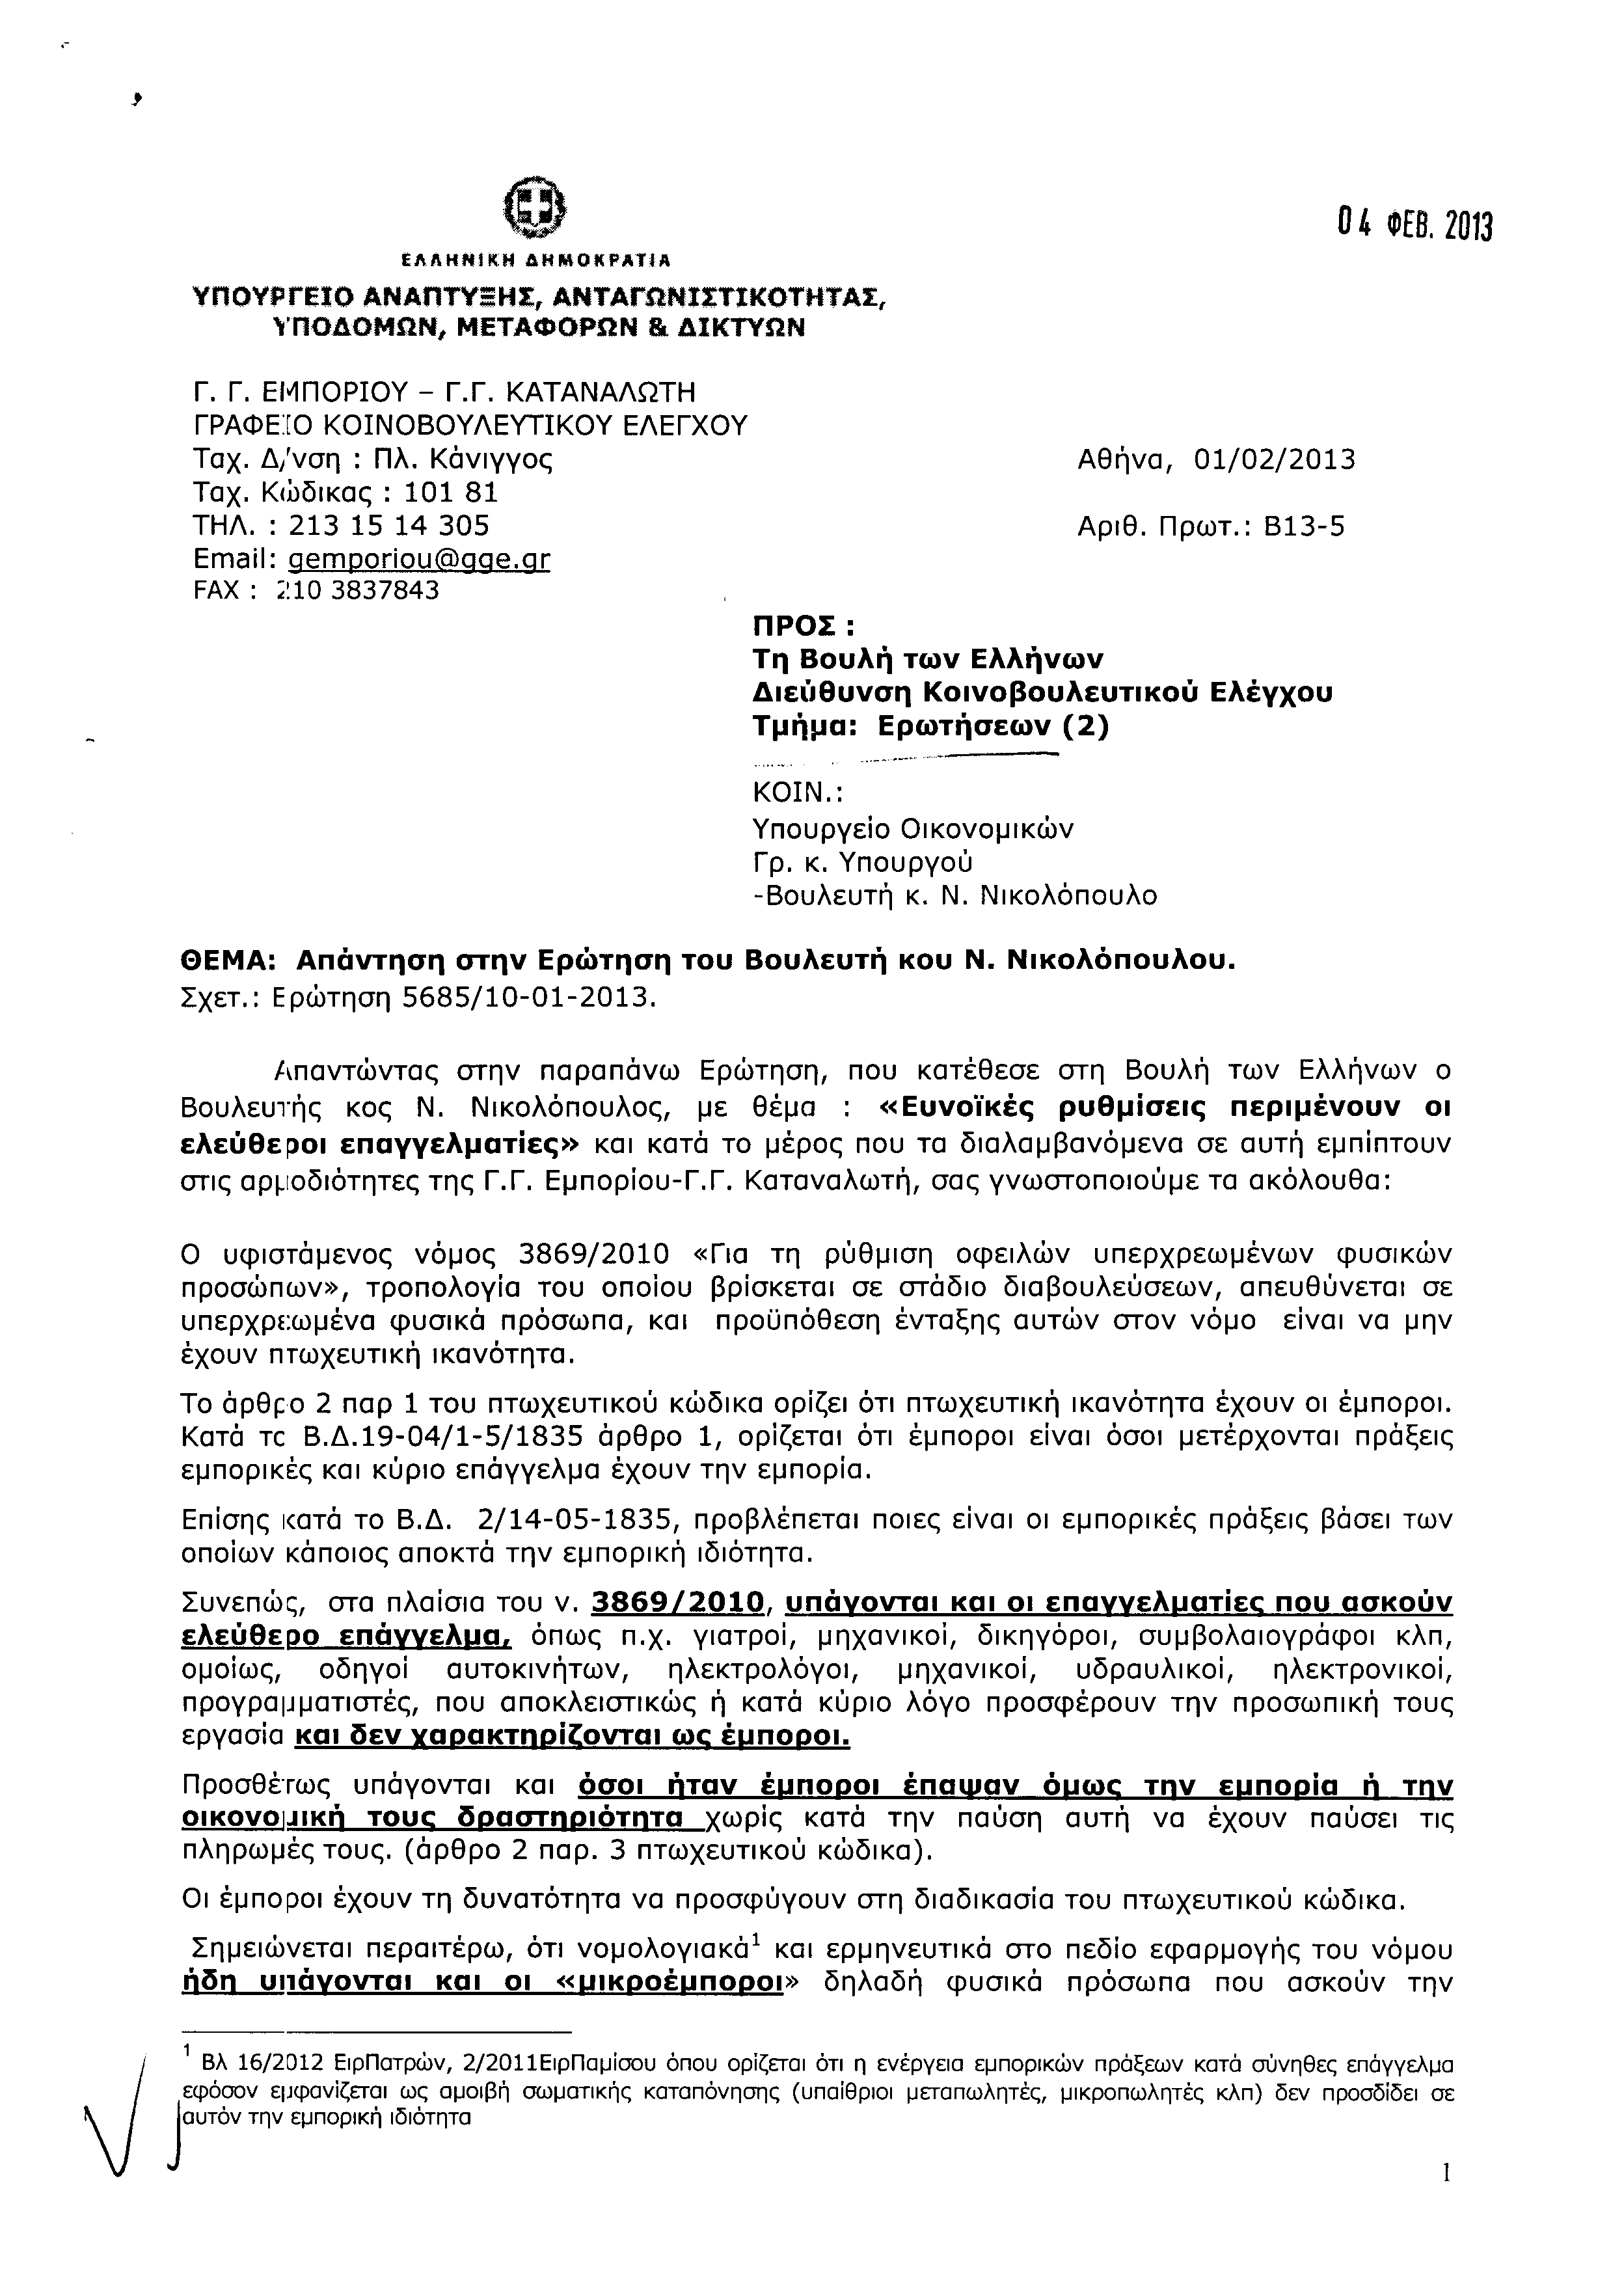 04 ΦΕΒ. 2013
ΕΛΛΗΝΙΚΗ ΔΗΜΟΚΡΑΤΙΑ
ΥΠΟΥΡΓΕΙΟ ΑΝΑΠΤΥΞΗΣ, ΑΝΤΑΓΩΝΙΣΤΙΚΟΤΗΤΑΣ,
ΥΠΟΔΟΜΩΝ, ΜΕΤΑΦΟΡΩΝ & ΔΙΚΤΥΩΝ
Γ. Γ. ΕΜΠΟΡΙΟΥ – Γ.Γ. ΚΑΤΑΝΑΛΩΤΗ
ΓΡΑΦΕΙΟ ΚΟΙΝΟΒΟΥΛΕΥΤΙΚΟΥ ΕΛΕΓΧΟΥ
Ταχ. Δ/νση : Πλ. Κάνιγγος
Ταχ. Κώδικας : 101 81
ΤΗΛ. : 213 15 14 305
Email: gemporiou@gge.gr
FAX : 210 3837843
Αθήνα, 01/02/2013
Αριθ. Πρωτ.: Β13-5
ΠΡΟΣ :
Τη Βουλή των Ελλήνων
Διεύθυνση Κοινοβουλευτικού Ελέγχου
Τμήμα: Ερωτήσεων (2)
ΚΟΙΝ.:
Υπουργείο Οικονομικών
Γρ. κ. Υπουργού
-Βουλευτή κ. Ν. Νικολόπουλο
ΘΕΜΑ: Απάντηση στην Ερώτηση του Βουλευτή κου Ν. Νικολόπουλου.
Σχετ.: Ερώτηση 5685/10-01-2013.
Απαντώντας στην παραπάνω Ερώτηση, που κατέθεσε στη Βουλή των Ελλήνων ο
Βουλευτής κος Ν. Νικολόπουλος, με θέμα : «Ευνοϊκές ρυθμίσεις περιμένουν οι
ελεύθεροι επαγγελματίες» και κατά το μέρος που τα διαλαμβανόμενα σε αυτή εμπίπτουν
στις αρμοδιότητες της Γ.Γ. Εμπορίου-Γ.Γ. Καταναλωτή, σας γνωστοποιούμε τα ακόλουθα:
Ο υφιστάμενος νόμος 3869/2010 «Για τη ρύθμιση οφειλών υπερχρεωμένων φυσικών
προσώπων», τροπολογία του οποίου βρίσκεται σε στάδιο διαβουλεύσεων, απευθύνεται σε
υπερχρεωμένα φυσικά πρόσωπα, και προϋπόθεση ένταξης αυτών στον νόμο είναι να μην
έχουν πτωχευτική ικανότητα.
Το άρθρο 2 παρ 1 του πτωχευτικού κώδικα ορίζει ότι πτωχευτική ικανότητα έχουν οι έμποροι.
Κατά το Β.Δ.19-04/1-5/1835 άρθρο 1, ορίζεται ότι έμποροι είναι όσοι μετέρχονται πράξεις
εμπορικές και κύριο επάγγελμα έχουν την εμπορία.
Επίσης κατά το Β.Δ. 2/14-05-1835, προβλέπεται ποιες είναι οι εμπορικές πράξεις βάσει των
οποίων κάποιος αποκτά την εμπορική ιδιότητα.
Συνεπώς, στα πλαίσια του ν. 3869/2010, υπάγονται και οι επαγγελματίες που ασκούν
ελεύθερο επάγγελμα, όπως π.χ. γιατροί, μηχανικοί, δικηγόροι, συμβολαιογράφοι κλπ,
ομοίως, οδηγοί αυτοκινήτων, ηλεκτρολόγοι, μηχανικοί, υδραυλικοί, ηλεκτρονικοί,
προγραμματιστές, που αποκλειστικώς ή κατά κύριο λόγο προσφέρουν την προσωπική τους
εργασία και δεν χαρακτηρίζονται ως έμποροι.
Προσθέτως υπάγονται και όσοι ήταν έμποροι έπαψαν όμως την εμπορία ή την
οικονομική τους δραστηριότητα χωρίς κατά την παύση αυτή να έχουν παύσει τις
πληρωμές τους. (άρθρο 2 παρ. 3 πτωχευτικού κώδικα).
Οι έμποροι έχουν τη δυνατότητα να προσφύγουν στη διαδικασία του πτωχευτικού κώδικα.
Σημειώνεται περαιτέρω, ότι νομολογιακά¹ και ερμηνευτικά στο πεδίο εφαρμογής του νόμου
ήδη υπάγονται και οι «μικροέμποροι» δηλαδή φυσικά πρόσωπα που ασκούν την
¹ Βλ 16/2012 ΕιρΠατρών, 2/2011ΕιρΠαμίσου όπου ορίζεται ότι η ενέργεια εμπορικών πράξεων κατά σύνηθες επάγγελμα
εφόσον εμφανίζεται ως αμοιβή σωματικής καταπόνησης (υπαίθριοι μεταπωλητές, μικροπωλητές κλπ) δεν προσδίδει σε
αυτόν την εμπορική ιδιότητα
1